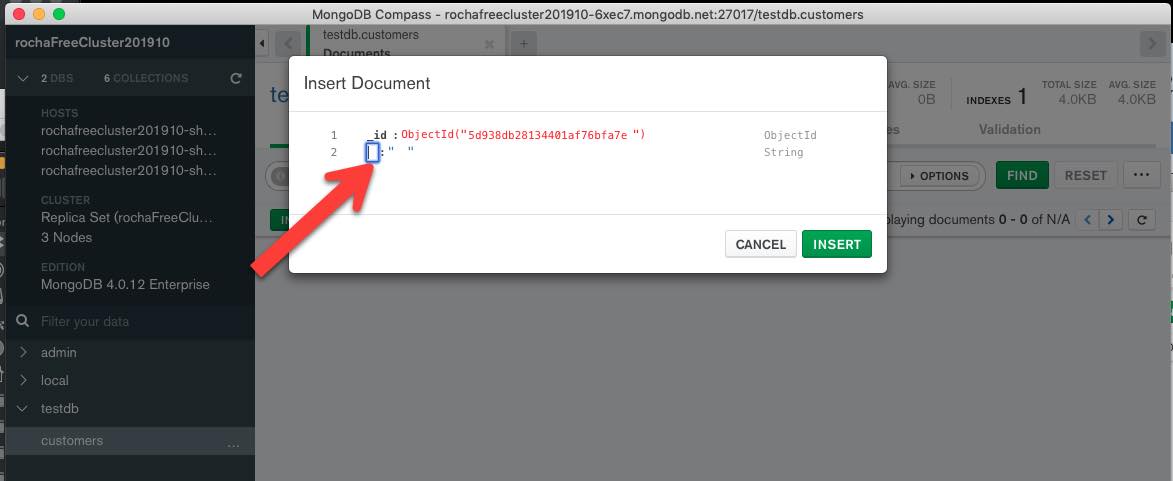 MongoDB Compass - rochafreecluster201910-6xec7.mongodb.net:27017/testdb.customers
rochaFreeCluster201910
2 DBS 6 COLLECTIONS
HOSTS
rochafreecluster201910-sh...
rochafreecluster201910-sh...
rochafreecluster201910-sh...
CLUSTER
Replica Set (rochaFreeClu...
3 Nodes
EDITION
MongoDB 4.0.12 Enterprise
Filter your data
admin
local
testdb
customers ...
testdb.customers
Documents
te
AVG. SIZE
0B
INDEXES 1
TOTAL SIZE
4.0KB
AVG. SIZE
4.0KB
es
Validation
Insert Document
1 _id : ObjectId("5d938db28134401af76bfa7e ") ObjectId
2 : "  " String
CANCEL INSERT
OPTIONS
FIND
RESET
...
IN
playing documents 0 - 0 of N/A